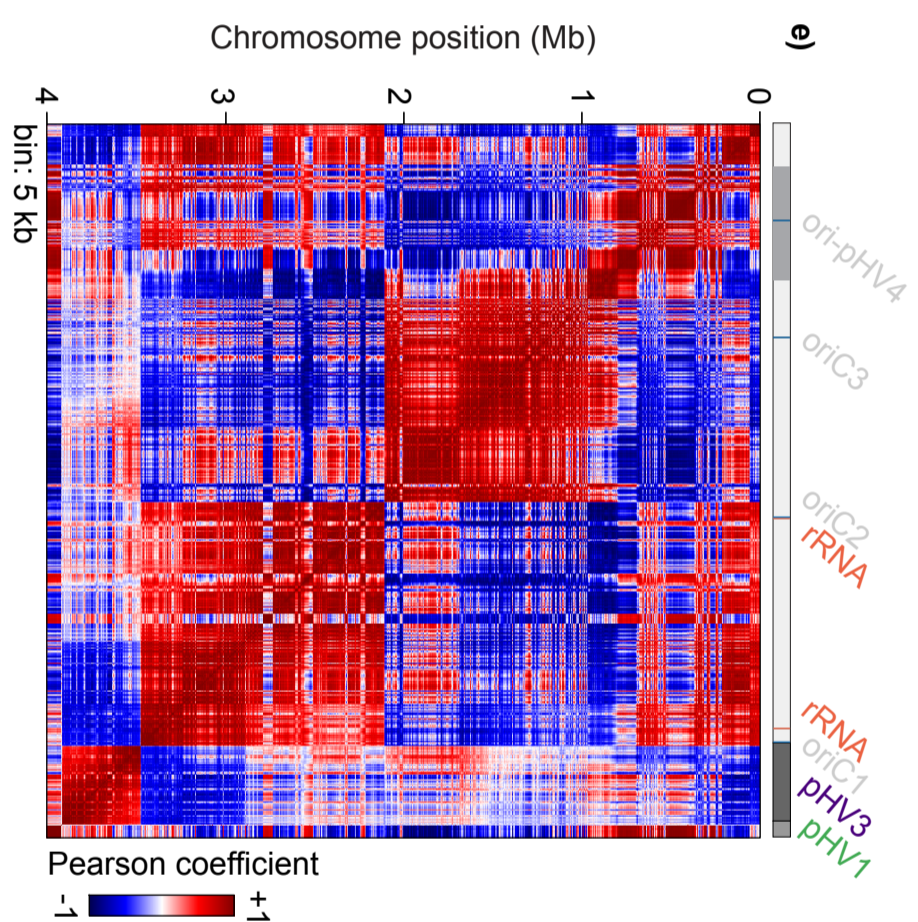 e)
Chromosome position (Mb)
4
3
2
1
0
bin: 5 kb
ori-pHV4
oriC3
oriC2
rRNA
rRNA
oriC1
pHV3
pHV1
Pearson coefficient
-1
+1